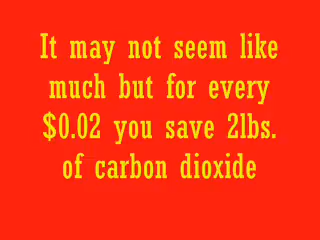 It may not seem like
much but for every
$0.02 you save 2lbs.
of carbon dioxide